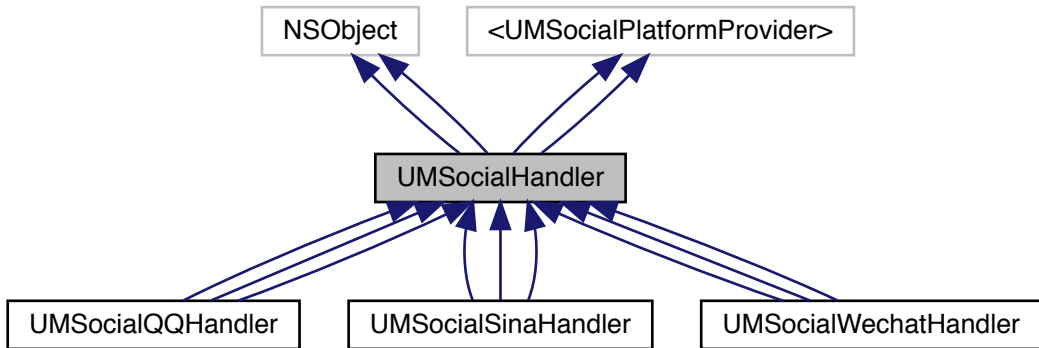 NSObject
<UMSocialPlatformProvider>
UMSocialHandler
UMSocialQQHandler
UMSocialSinaHandler
UMSocialWechatHandler